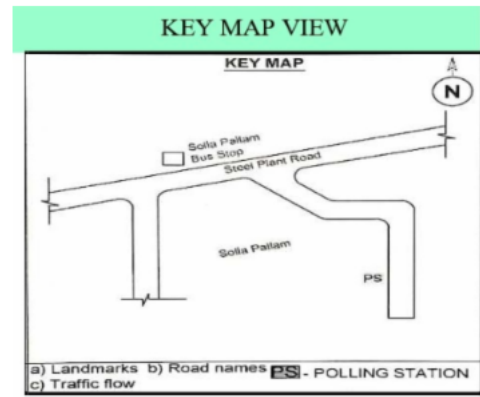 KEY MAP VIEW
KEY MAP
N
Solla Pallam
Bus Stop
Steel Plant Road
Solla Pallam
PS
a) Landmarks b) Road names PS - POLLING STATION
c) Traffic flow